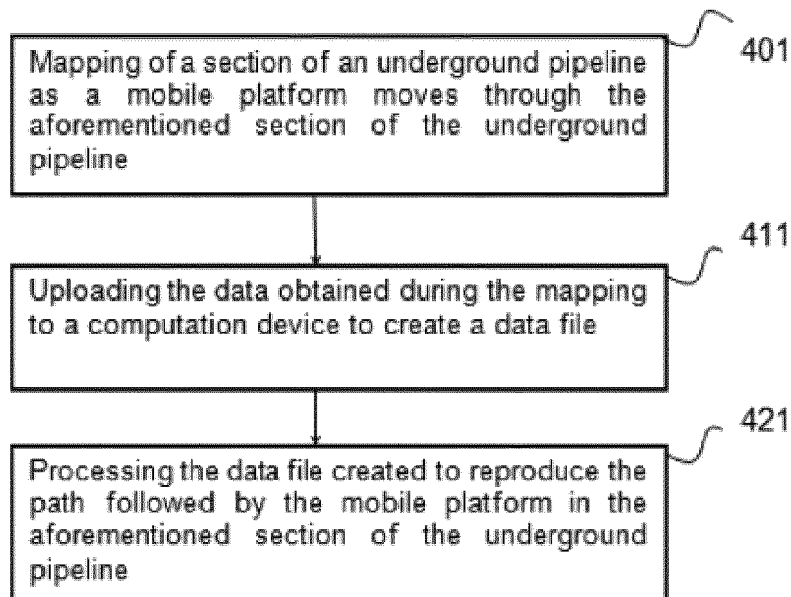 401
Mapping of a section of an underground pipeline
as a mobile platform moves through the
aforementioned section of the underground
pipeline
411
Uploading the data obtained during the mapping
to a computation device to create a data file
421
Processing the data file created to reproduce the
path followed by the mobile platform in the
aforementioned section of the underground
pipeline